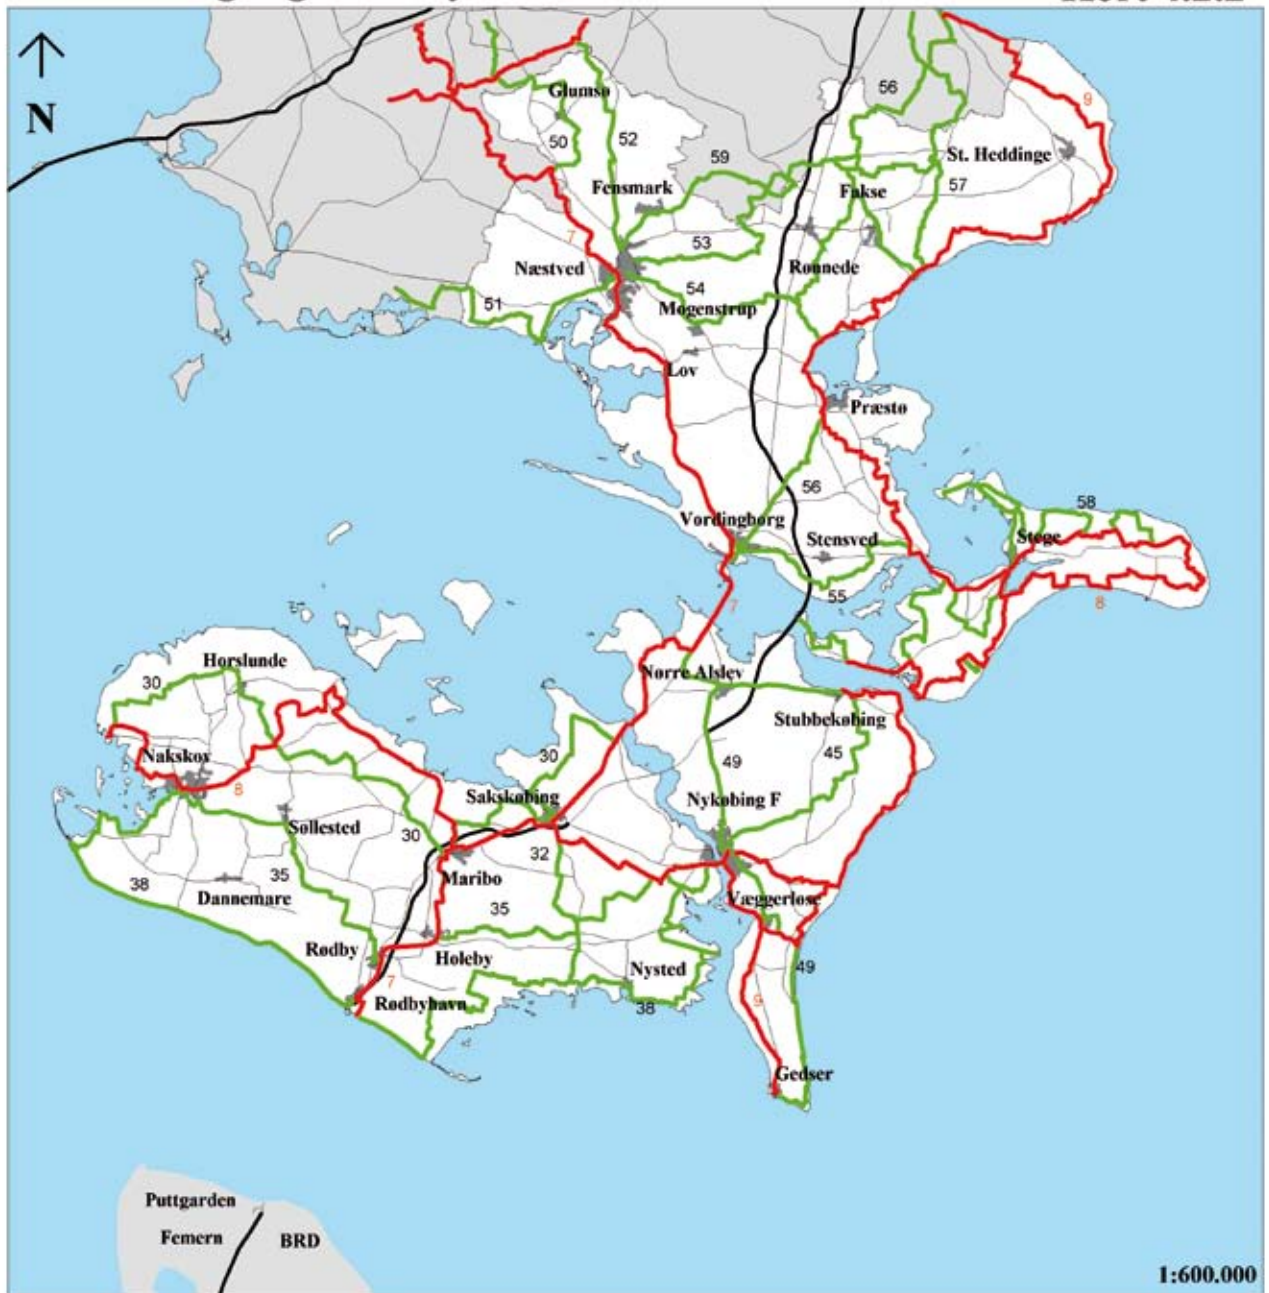 N
Glumsø
56
9
50
52
St. Heddinge
59
Fensmark
Fakse
57
7
53
Næstved
Rønnede
54
51
Mogenstrup
Lov
Præstø
56
58
Vordingborg
Stensved
Stege
55
7
8
Horslunde
30
Nørre Alslev
Stubbekøbing
Nakskov
30
49
45
8
Sakskøbing
Nykøbing F
Søllested
30
32
Maribo
38
35
Dannemare
35
Væggerløse
Rødby
Holeby
Nysted
49
7
Rødbyhavn
38
9
Gedser
Puttgarden
Femern
BRD
1:600.000